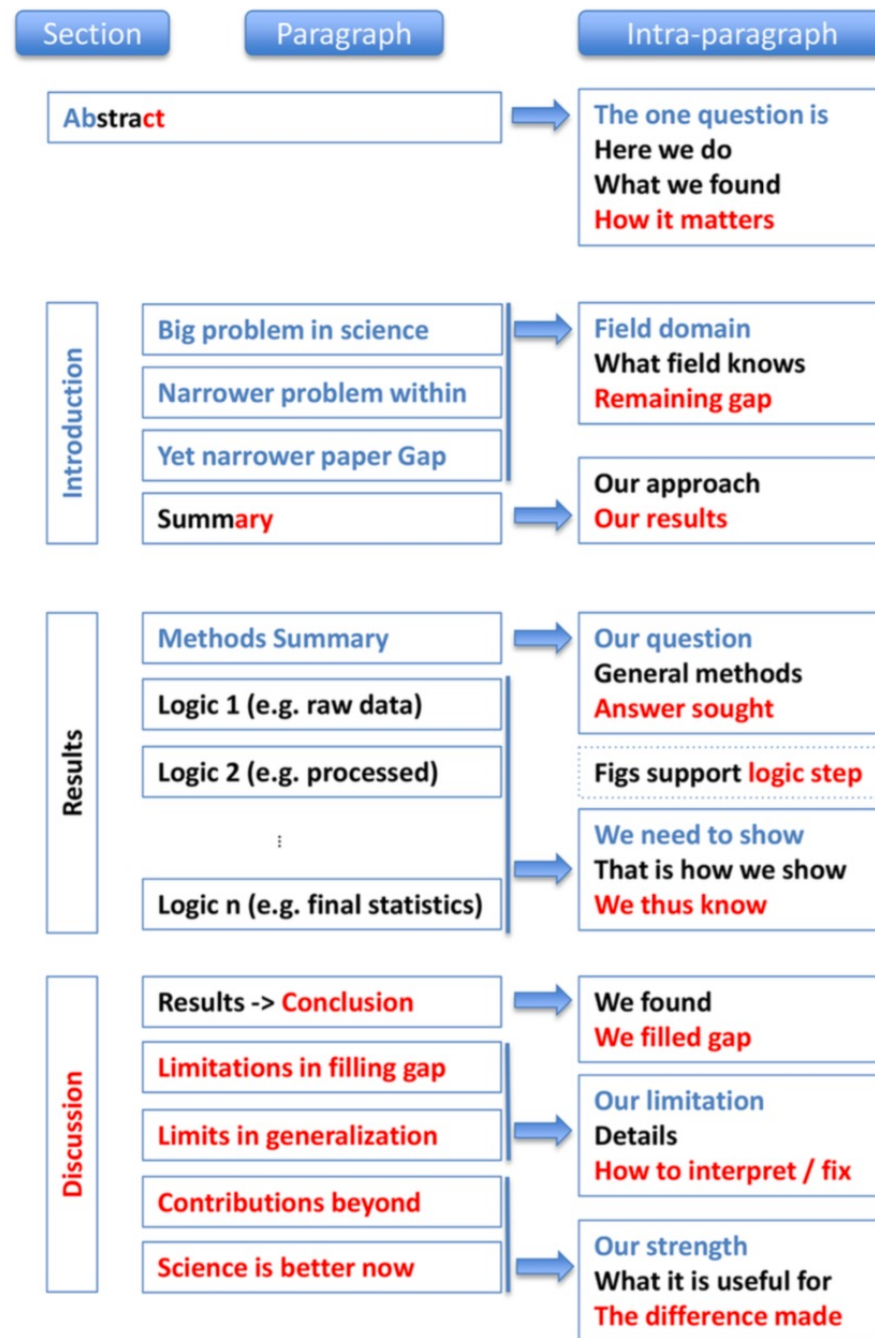 Section
Paragraph
Intra-paragraph
Abstract
The one question is
Here we do
What we found
How it matters
Introduction
Big problem in science
Narrower problem within
Yet narrower paper Gap
Summary
Field domain
What field knows
Remaining gap
Our approach
Our results
Results
Methods Summary
Logic 1 (e.g. raw data)
Logic 2 (e.g. processed)
...
Logic n (e.g. final statistics)
Our question
General methods
Answer sought
Figs support logic step
We need to show
That is how we show
We thus know
Discussion
Results -> Conclusion
Limitations in filling gap
Limits in generalization
Contributions beyond
Science is better now
We found
We filled gap
Our limitation
Details
How to interpret / fix
Our strength
What it is useful for
The difference made